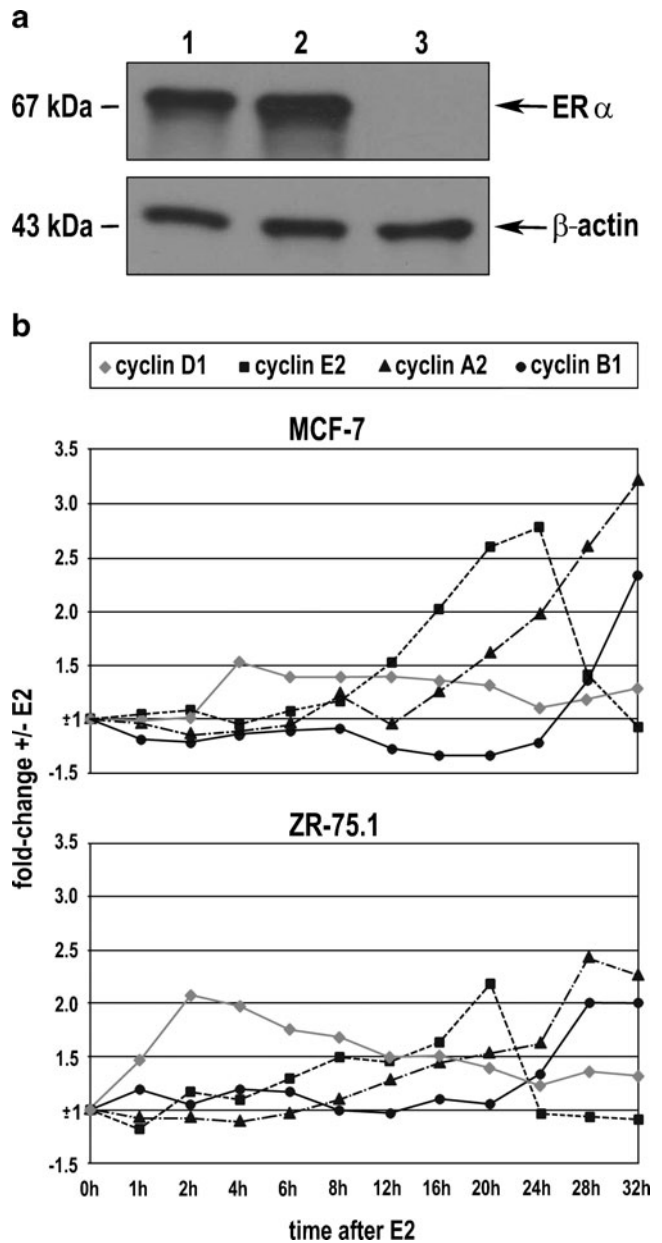 a
1 2 3
67 kDa ERα
43 kDa β-actin
b
cyclin D1 cyclin E2 cyclin A2 cyclin B1
MCF-7
3.5
3.0
2.5
2.0
1.5
±1
-1.5
fold-change +/- E2
ZR-75.1
3.5
3.0
2.5
2.0
1.5
±1
-1.5
0h 1h 2h 4h 6h 8h 12h 16h 20h 24h 28h 32h
time after E2